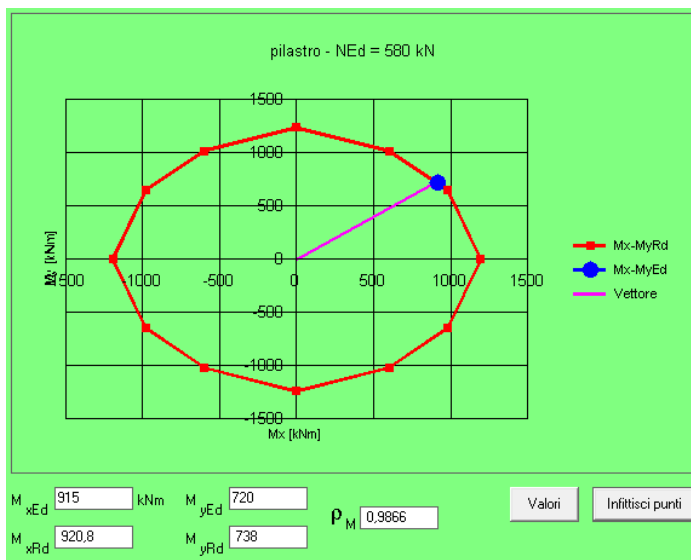 pilastro - NEd = 580 kN
1500
1000
500
0
-1500 -1000 -500 0 500 1000 1500
-500
-1000
-1500
Mx [kNm]
Mx-MyRd
Mx-MyEd
Vettore
M xEd 915 kNm M yEd 720
ρ M 0,9866
Valori Infittisci punti
M xRd 920,8 M yRd 738